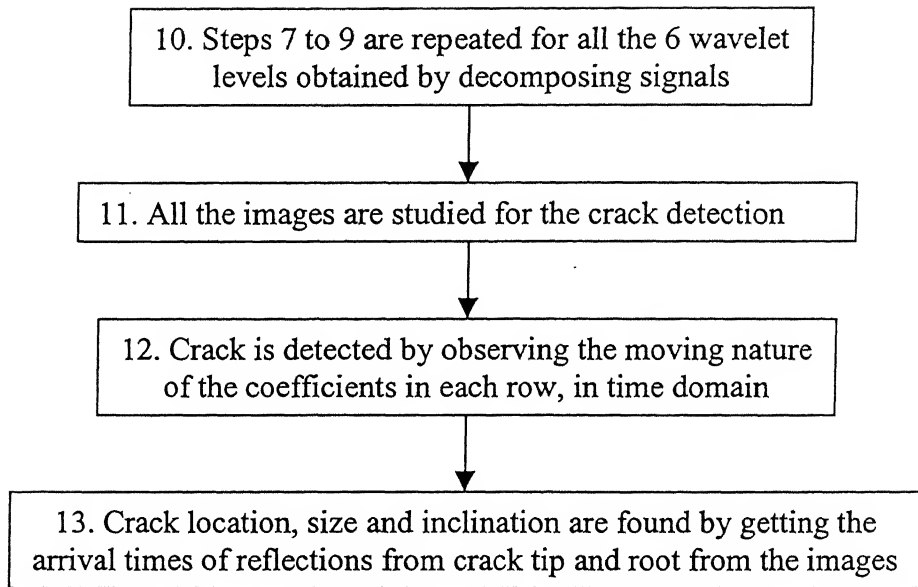 10. Steps 7 to 9 are repeated for all the 6 wavelet
levels obtained by decomposing signals
11. All the images are studied for the crack detection
12. Crack is detected by observing the moving nature
of the coefficients in each row, in time domain
13. Crack location, size and inclination are found by getting the
arrival times of reflections from crack tip and root from the images